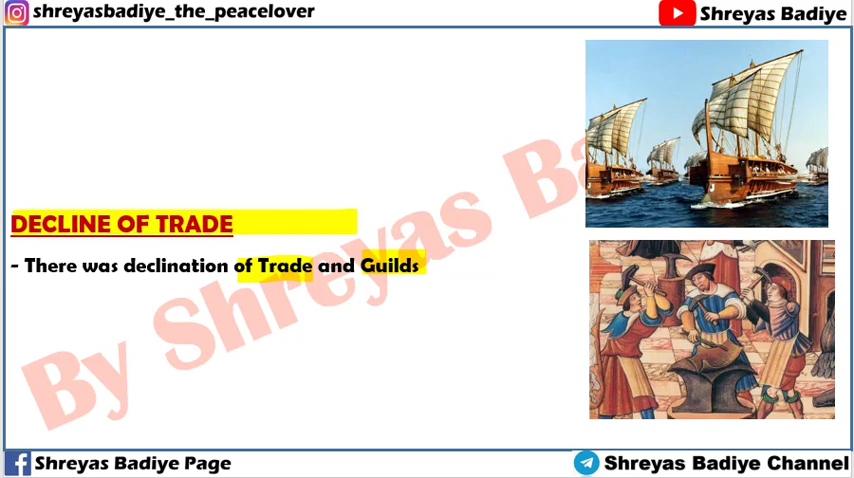 shreyasbadiye_the_peacelover
Shreyas Badiye
DECLINE OF TRADE
- There was declination of Trade and Guilds
By Shreyas Ba
Shreyas Badiye Page
Shreyas Badiye Channel